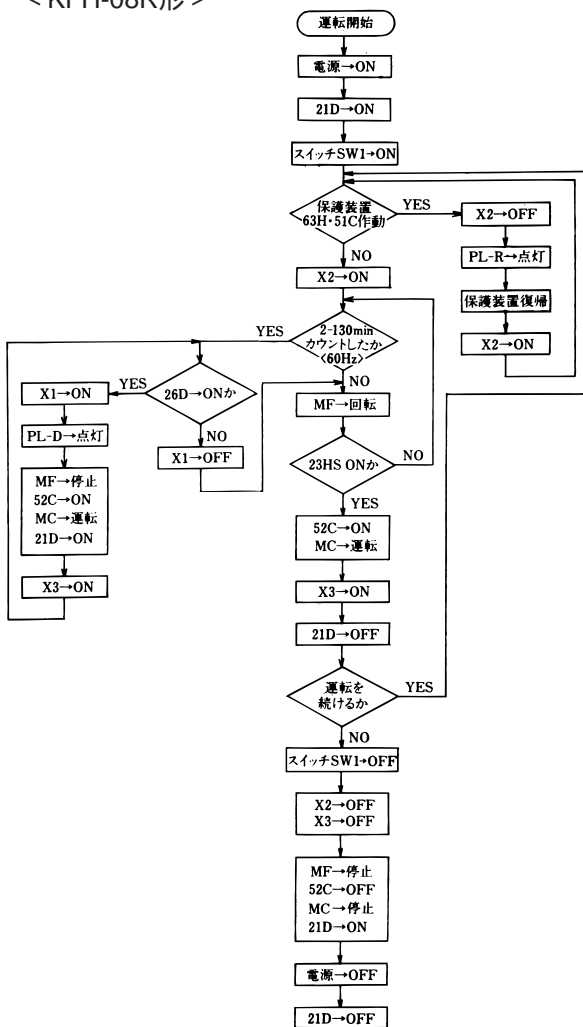 ＜KFH-08R形＞
運転開始
電源→ON
21D→ON
スイッチSW1→ON
保護装置
63H・51C作動
YES
X2→OFF
PL-R→点灯
保護装置復帰
X2→ON
NO
X2→ON
2-130min
カウントしたか
<60Hz>
YES
26D→ONか
YES
X1→ON
PL-D→点灯
MF→停止
52C→ON
MC→運転
21D→ON
X3→ON
NO
X1→OFF
NO
MF→回転
23HS ONか
NO
YES
52C→ON
MC→運転
X3→ON
21D→OFF
運転を
続けるか
YES
NO
スイッチSW1→OFF
X2→OFF
X3→OFF
MF→停止
52C→OFF
MC→停止
21D→ON
電源→OFF
21D→OFF